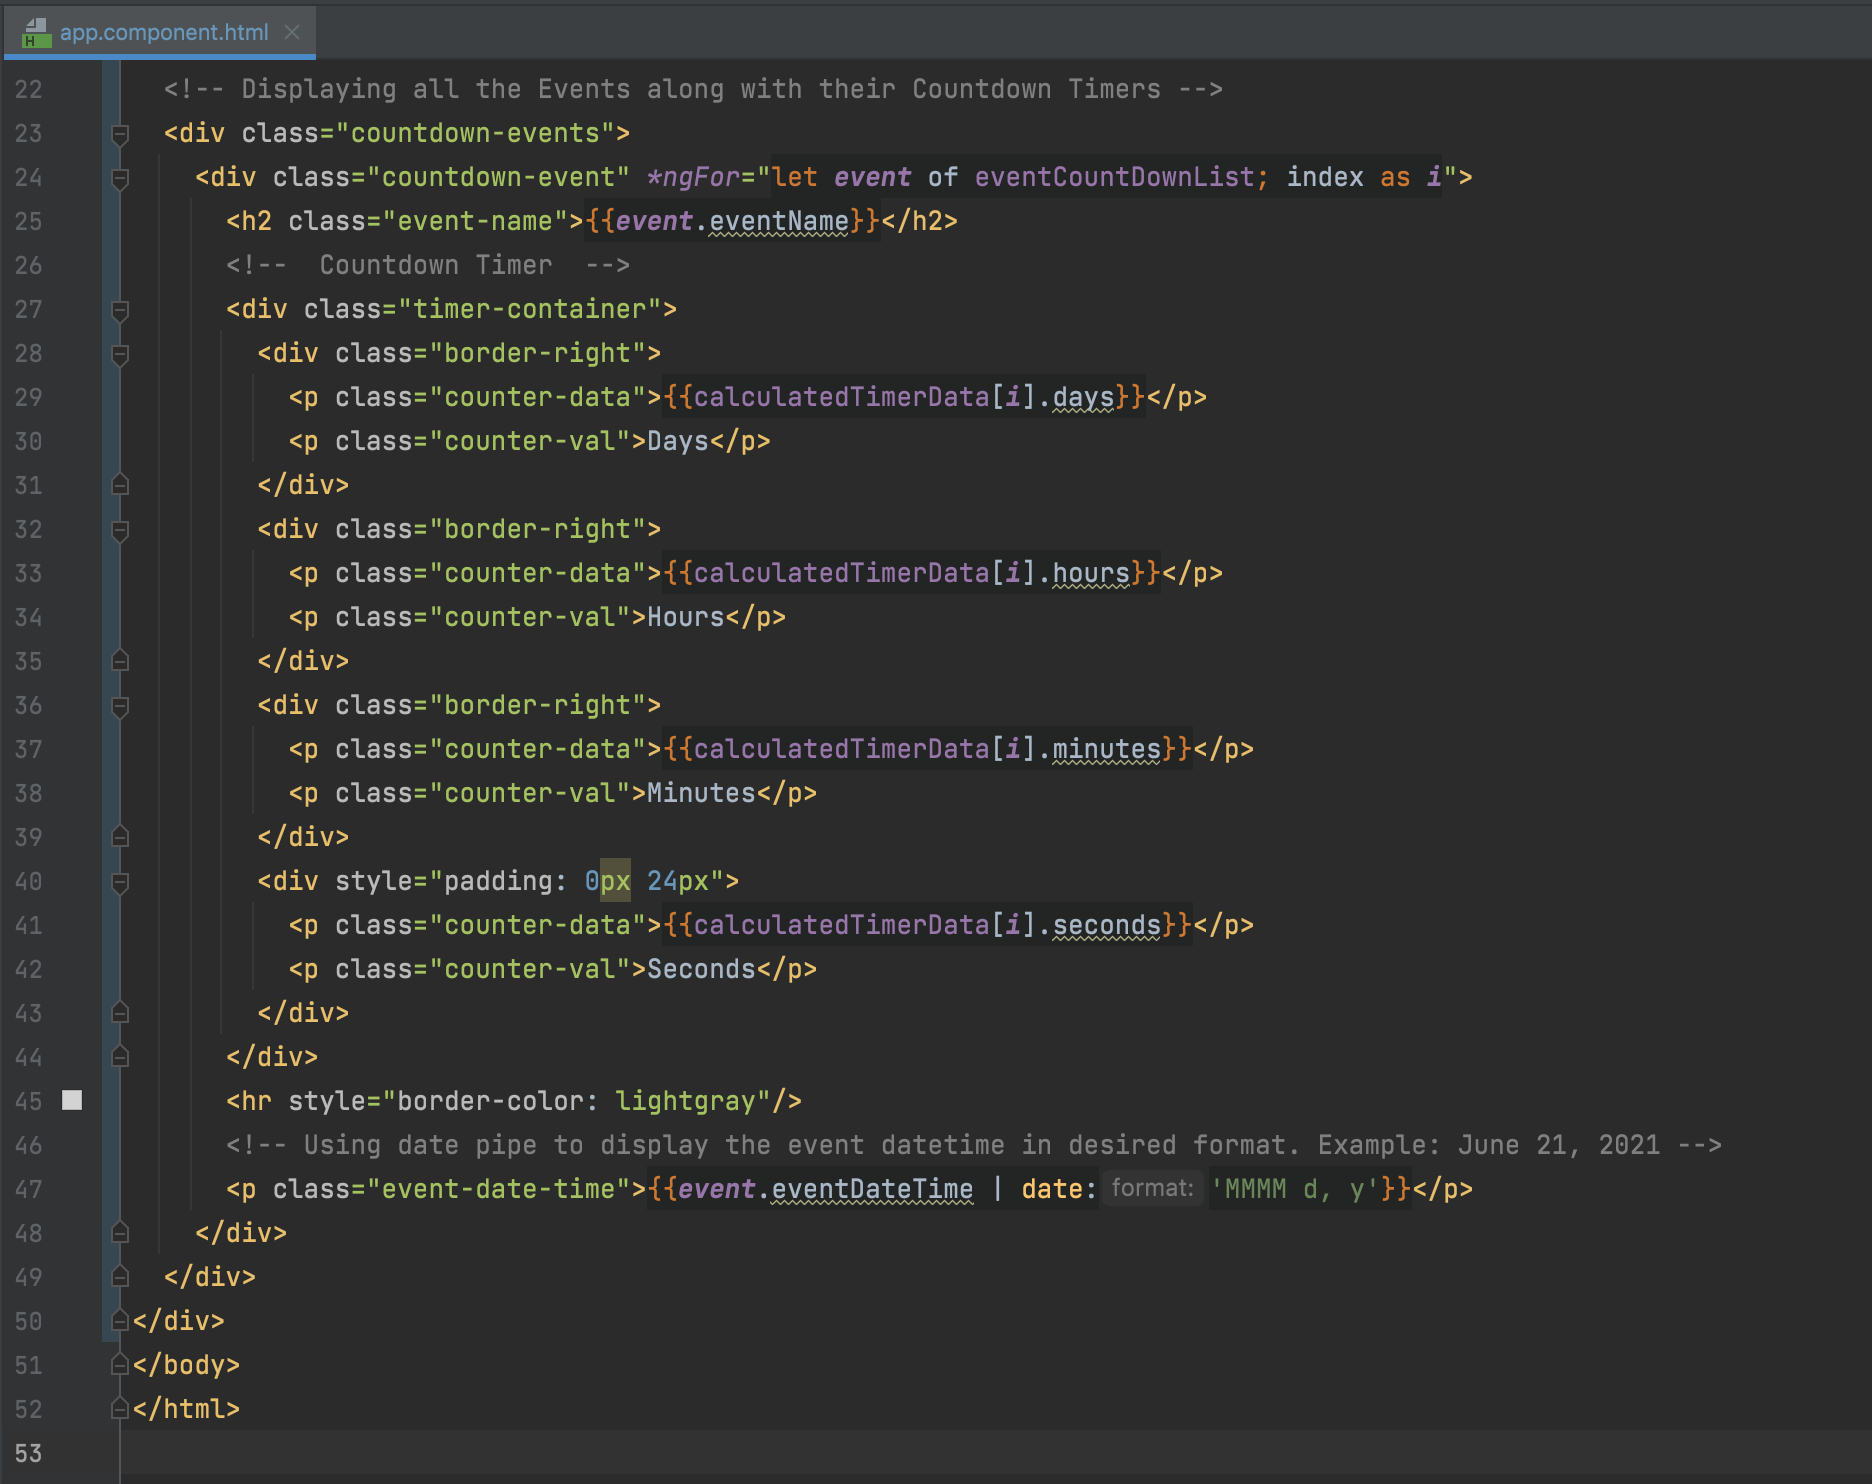 app.component.html
22 <!-- Displaying all the Events along with their Countdown Timers -->
23 <div class="countdown-events">
24 <div class="countdown-event" *ngFor="let event of eventCountDownList; index as i">
25 <h2 class="event-name">{{event.eventName}}</h2>
26 <!--  Countdown Timer  -->
27 <div class="timer-container">
28 <div class="border-right">
29 <p class="counter-data">{{calculatedTimerData[i].days}}</p>
30 <p class="counter-val">Days</p>
31 </div>
32 <div class="border-right">
33 <p class="counter-data">{{calculatedTimerData[i].hours}}</p>
34 <p class="counter-val">Hours</p>
35 </div>
36 <div class="border-right">
37 <p class="counter-data">{{calculatedTimerData[i].minutes}}</p>
38 <p class="counter-val">Minutes</p>
39 </div>
40 <div style="padding: 0px 24px">
41 <p class="counter-data">{{calculatedTimerData[i].seconds}}</p>
42 <p class="counter-val">Seconds</p>
43 </div>
44 </div>
45 <hr style="border-color: lightgray"/>
46 <!-- Using date pipe to display the event datetime in desired format. Example: June 21, 2021 -->
47 <p class="event-date-time">{{event.eventDateTime | date: format: 'MMMM d, y'}}</p>
48 </div>
49 </div>
50 </div>
51 </body>
52 </html>
53